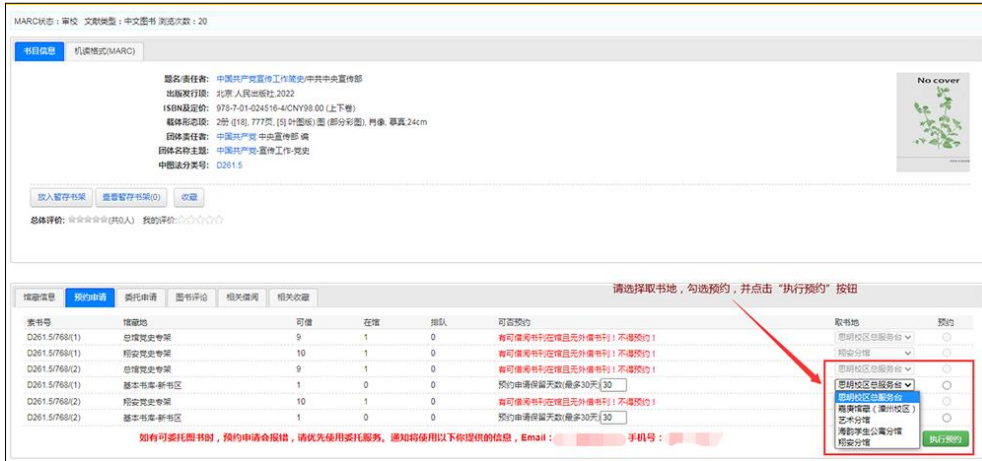 MARC状态：审校 文献类型：中文图书 浏览次数：20
书目信息 机读格式(MARC)
题名/责任者: 中国共产党宣传工作简史/中共中央宣传部
出版发行项: 北京:人民出版社,2022
ISBN及定价: 978-7-01-024516-4/CNY98.00 (上下卷)
载体形态项: 2册 ([18], 777页, [5] 叶图版):图 (部分彩图), 肖像, 摹真;24cm
团体责任者: 中国共产党 中央宣传部 编
团体名称主题: 中国共产党-宣传工作-党史
中图法分类号: D261.5
No cover
放入暂存书架 查看暂存书架(0) 收藏
总体评价: (共0人) 我的评价:
请选择取书地，勾选预约，并点击“执行预约”按钮
馆藏信息 预约申请 委托申请 图书评论 相关借阅 相关收藏
索书号 馆藏地 可借 在馆 排队 可否预约 取书地 预约
D261.5/768/(1) 总馆党史专架 9 1 0 有可借阅书刊在馆且无外借书刊！不得预约！ 思明校区总服务台
D261.5/768/(1) 翔安党史专架 10 1 0 有可借阅书刊在馆且无外借书刊！不得预约！ 翔安分馆
D261.5/768/(2) 总馆党史专架 9 1 0 有可借阅书刊在馆且无外借书刊！不得预约！ 思明校区总服务台
D261.5/768/(1) 基本书库-新书区 1 0 0 预约申请保留天数(最多30天) 30 思明校区总服务台
D261.5/768/(2) 翔安党史专架 10 1 0 有可借阅书刊在馆且无外借书刊！不得预约！
D261.5/768/(2) 基本书库-新书区 1 0 0 预约申请保留天数(最多30天) 30
思明校区总服务台
嘉庚馆藏（漳州校区）
艺术分馆
海韵学生公寓分馆
翔安分馆
如有可委托图书时，预约申请会报错，请优先使用委托服务。通知将使用以下你提供的信息，Email： 手机号： 执行预约